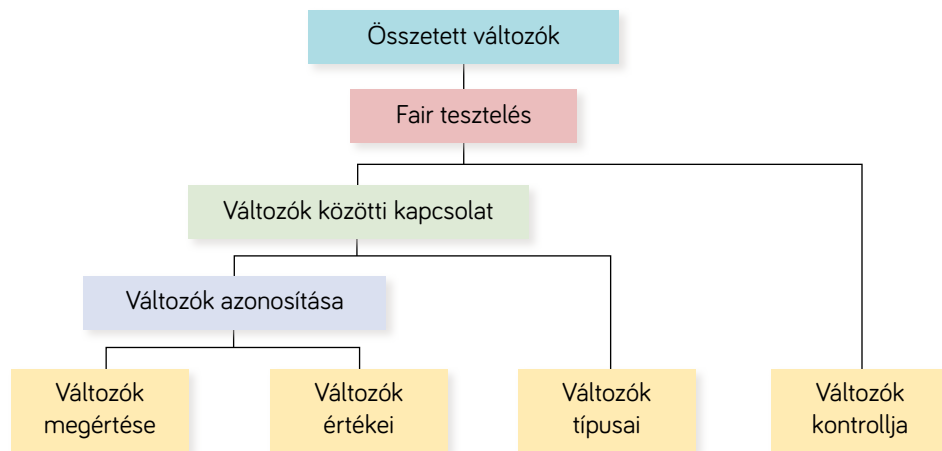 Összetett változók
Fair tesztelés
Változók közötti kapcsolat
Változók azonosítása
Változók
megértése
Változók
értékei
Változók
típusai
Változók
kontrollja